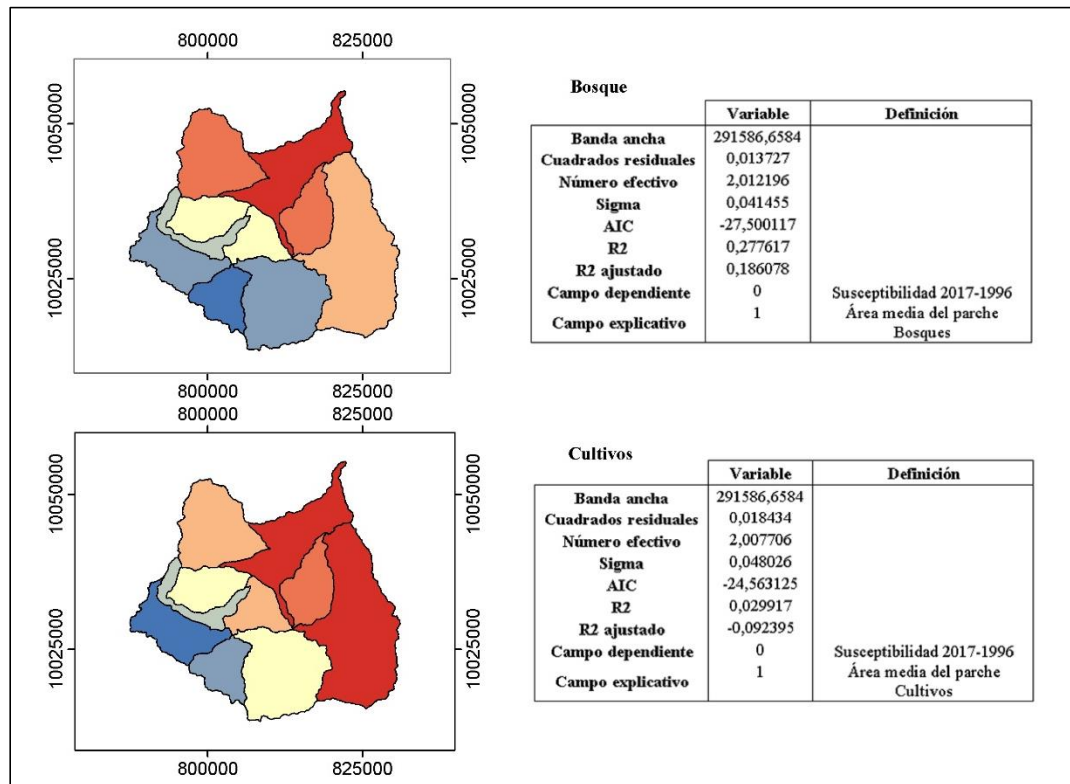 800000 825000
10050000 10050000
10025000 10025000
800000 825000
Bosque
Variable Definición
Banda ancha 291586,6584
Cuadrados residuales 0,013727
Número efectivo 2,012196
Sigma 0,041455
AIC -27,500117
R2 0,277617
R2 ajustado 0,186078
Campo dependiente 0 Susceptibilidad 2017-1996
Campo explicativo 1 Área media del parche
Bosques
800000 825000
10050000 10050000
10025000 10025000
800000 825000
Cultivos
Variable Definición
Banda ancha 291586,6584
Cuadrados residuales 0,018434
Número efectivo 2,007706
Sigma 0,048026
AIC -24,563125
R2 0,029917
R2 ajustado -0,092395
Campo dependiente 0 Susceptibilidad 2017-1996
Campo explicativo 1 Área media del parche
Cultivos